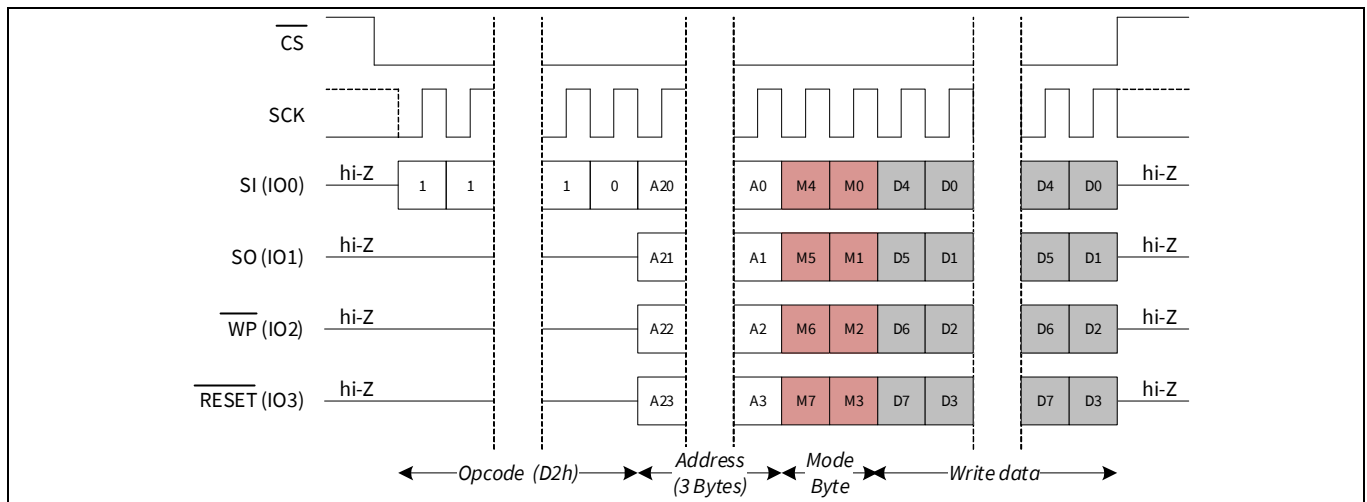 CS
SCK
SI (IO0) hi-Z 1 1 1 0 A20 A0 M4 M0 D4 D0 D4 D0 hi-Z
SO (IO1) hi-Z A21 A1 M5 M1 D5 D1 D5 D1 hi-Z
WP (IO2) hi-Z A22 A2 M6 M2 D6 D2 D6 D2 hi-Z
RESET (IO3) hi-Z A23 A3 M7 M3 D7 D3 D7 D3 hi-Z
Opcode (D2h) Address Mode Write data
(3 Bytes) Byte